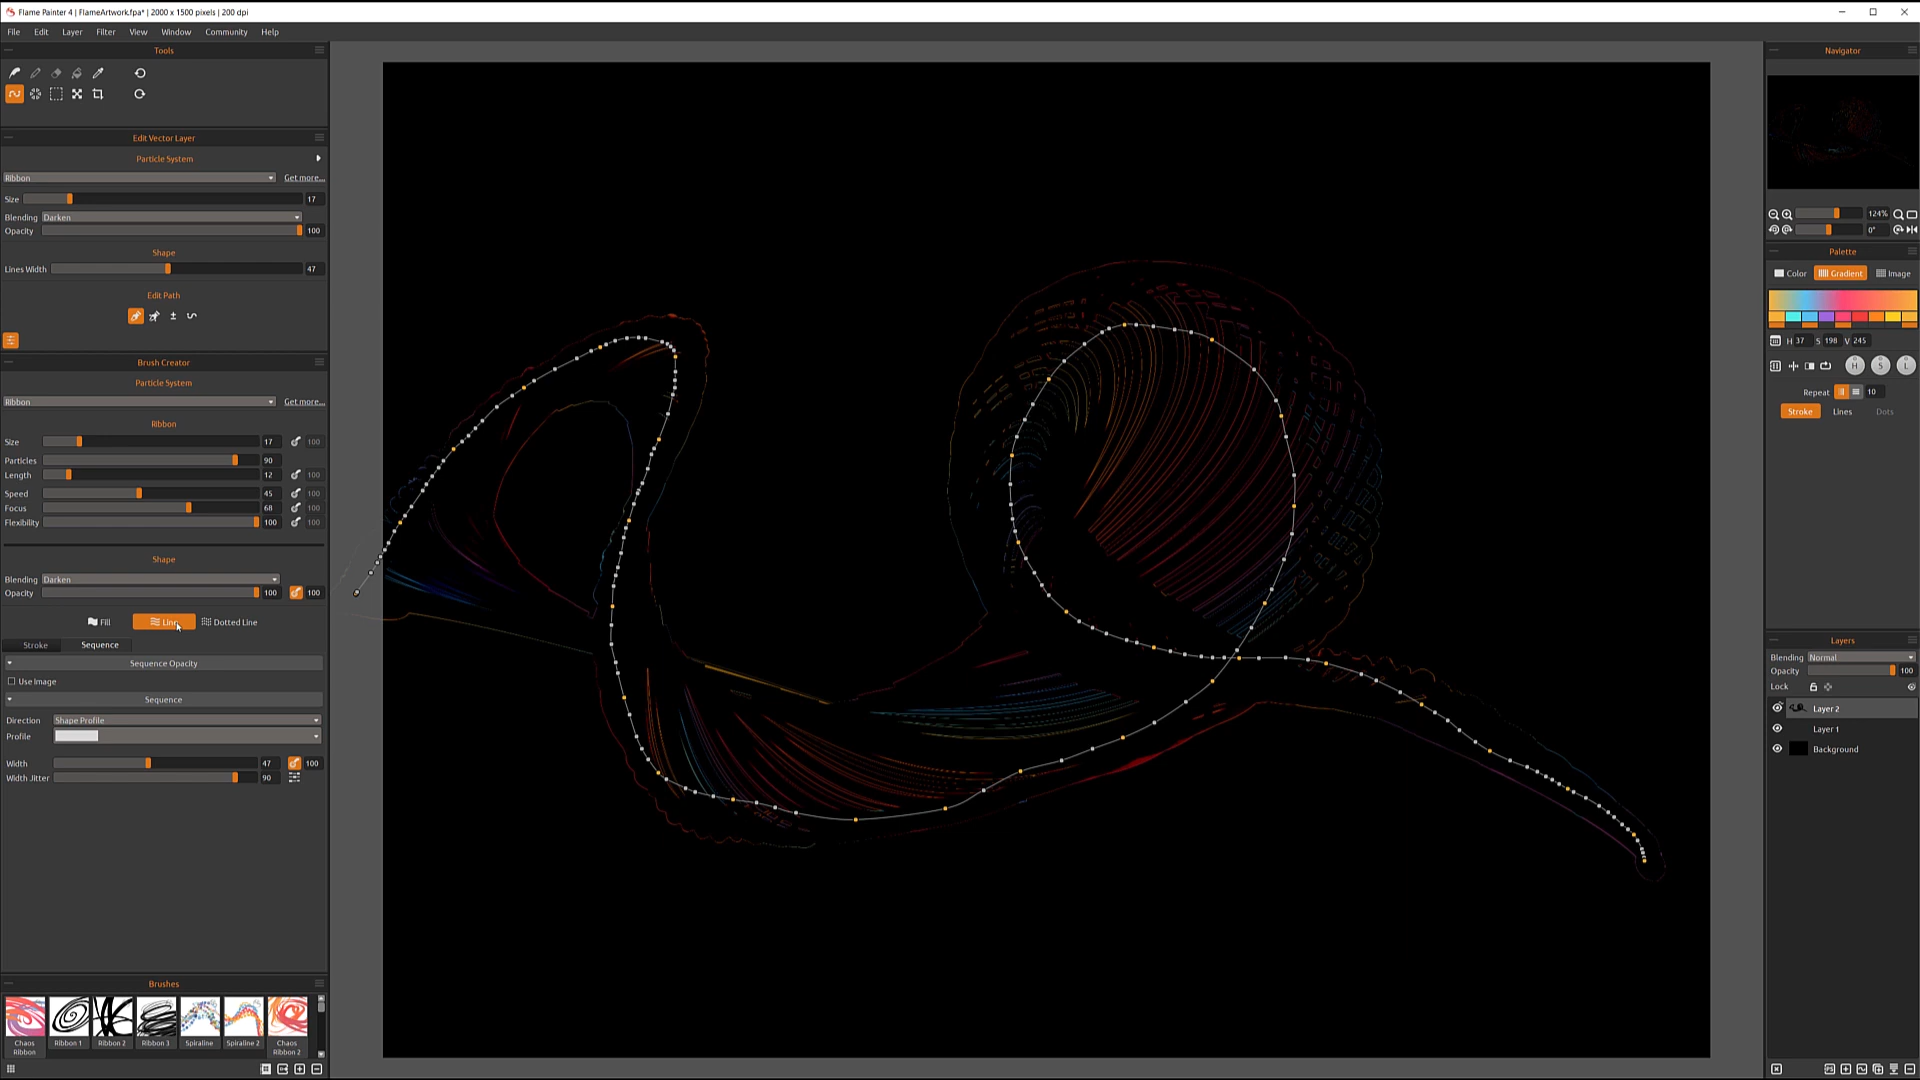 Flame Painter 4 | FlameArtwork.fpa* | 2000 x 1500 pixels | 200 dpi
File Edit Layer Filter View Window Community Help
Tools
Edit Vector Layer
Particle System
Ribbon Get more...
Size 17
Blending Darken
Opacity 100
Shape
Lines Width 47
Edit Path
Brush Creator
Particle System
Ribbon Get more...
Ribbon
Size 17 100
Particles 90
Length 12 100
Speed 45 100
Focus 68 100
Flexibility 100 100
Shape
Blending Darken
Opacity 100 100
Fill Line Dotted Line
Stroke Sequence
Sequence Opacity
Use Image
Sequence
Direction Shape Profile
Profile
Width 47 100
Width Jitter 90
Brushes
Chaos Ribbon
Ribbon 1
Ribbon 2
Ribbon 3
Spiraline
Spiraline 2
Chaos Ribbon 2
Navigator
124%
0°
Palette
Color Gradient Image
H 37 S 198 V 245
H S L
Repeat 10
Stroke Lines Dots
Layers
Blending Normal
Opacity 100
Lock
Layer 2
Layer 1
Background